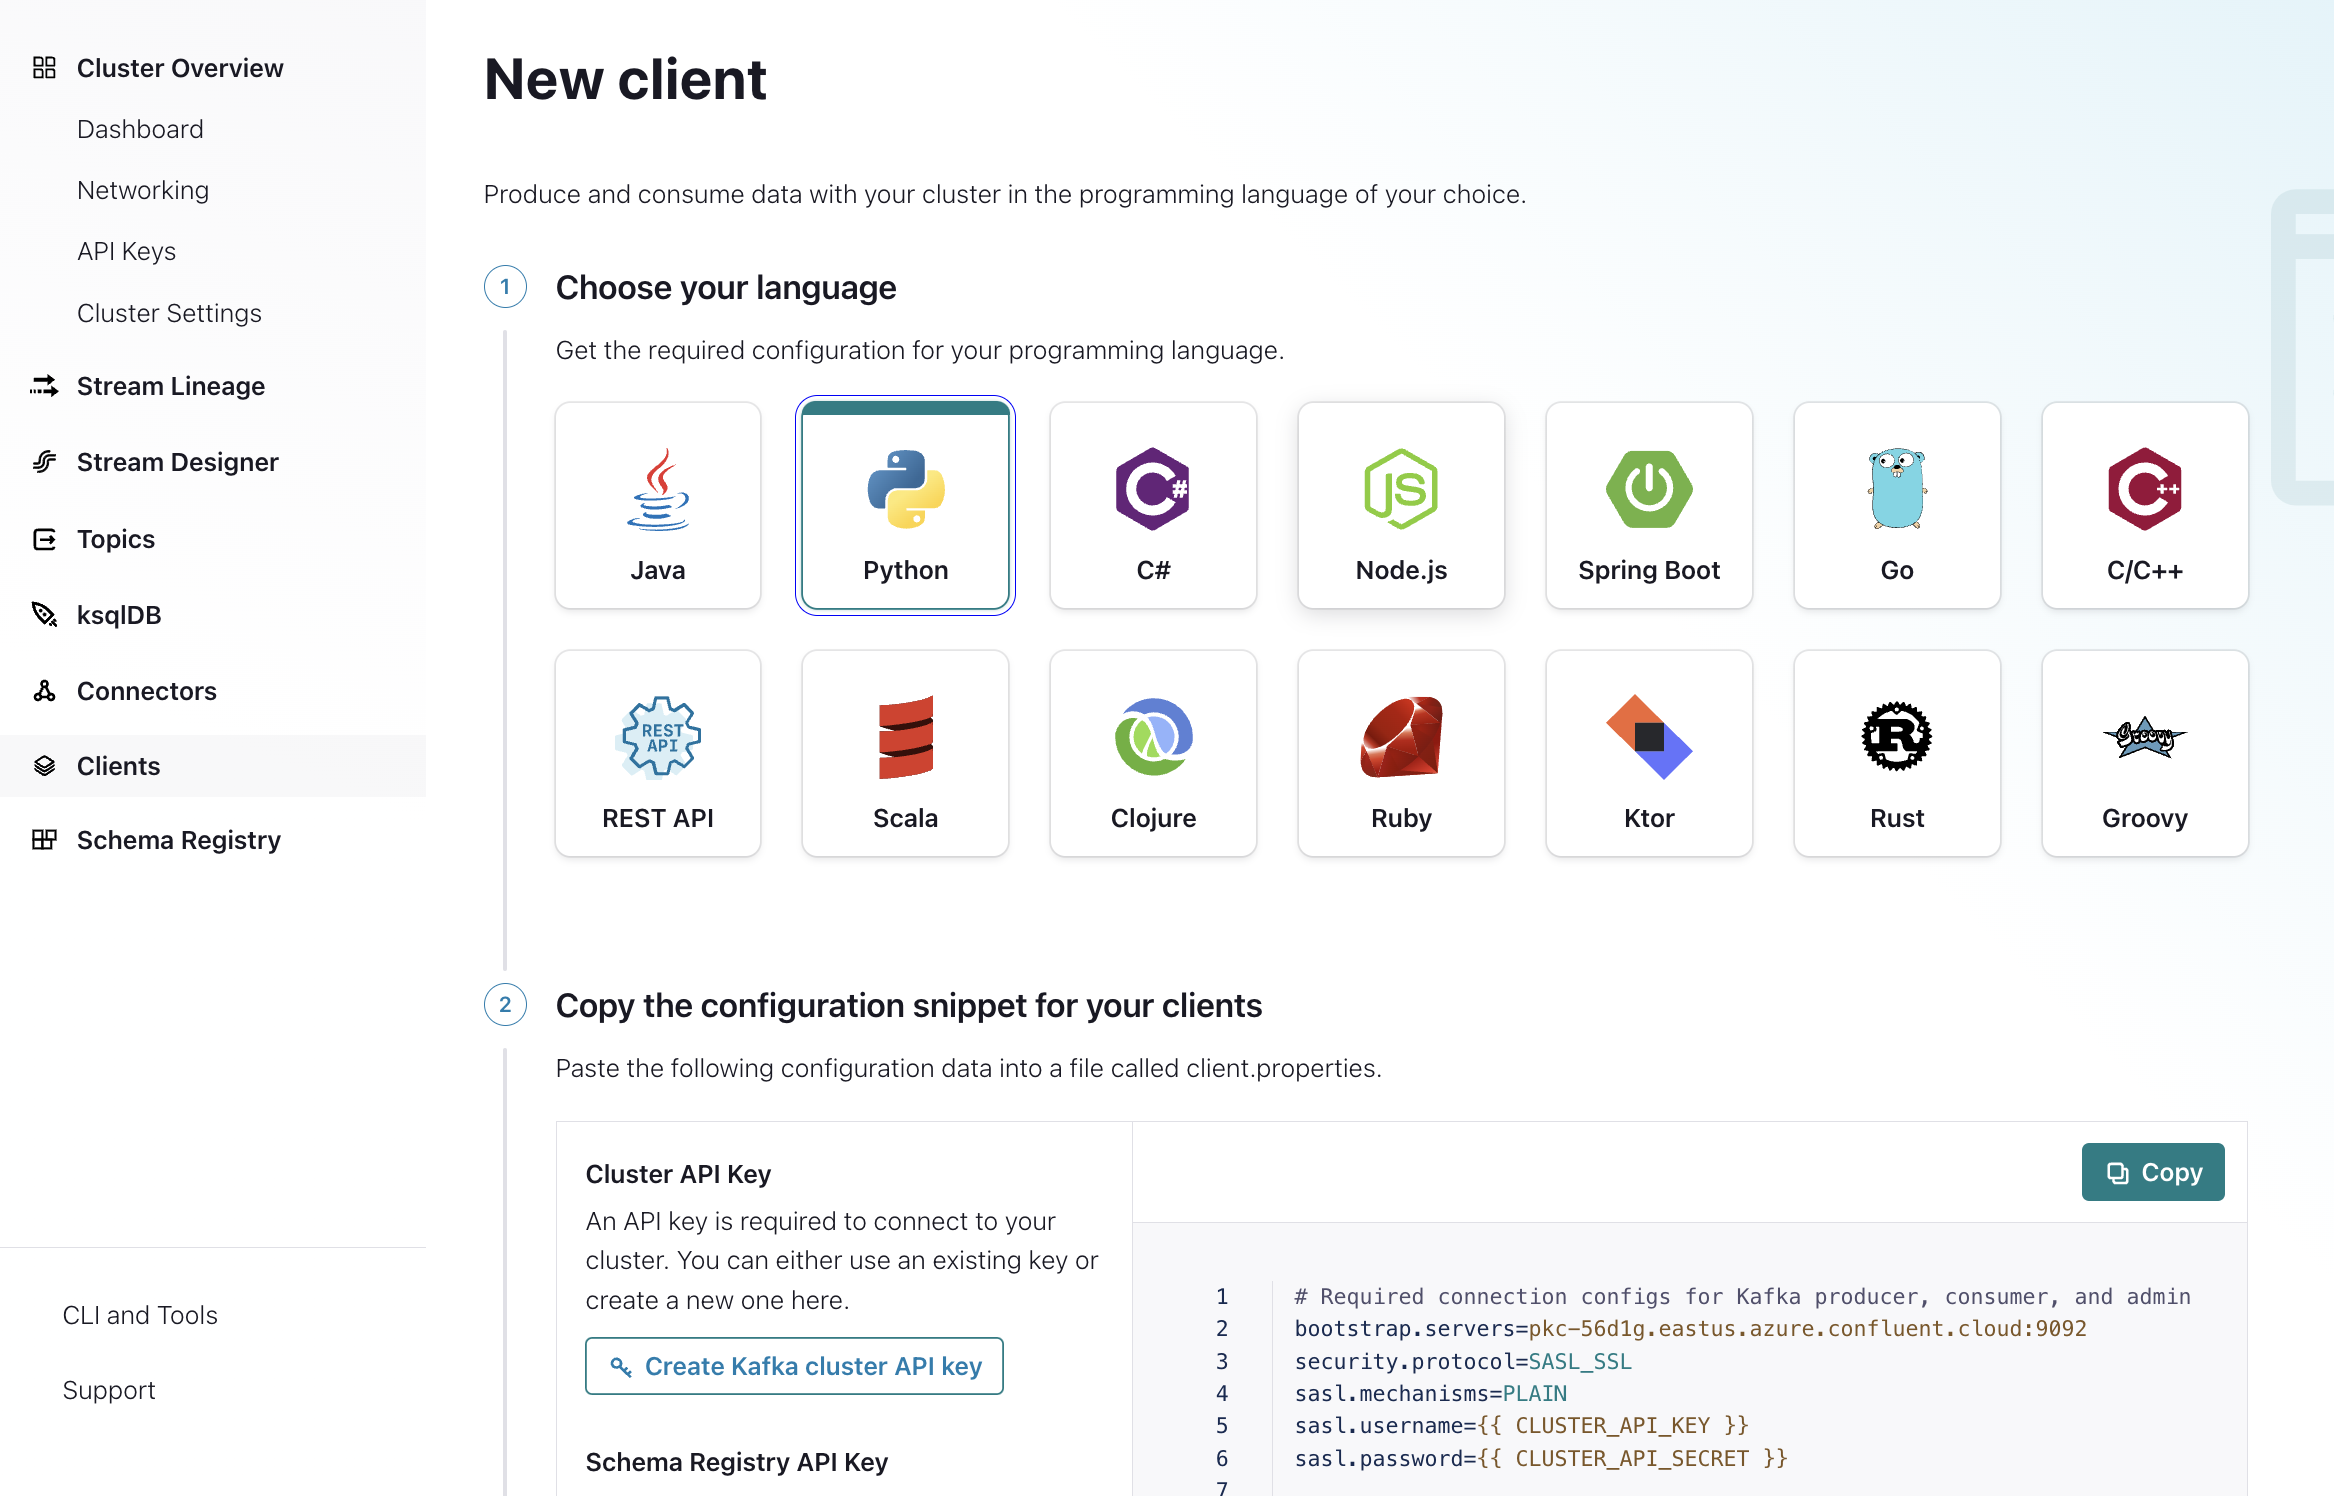 Cluster Overview
Dashboard
Networking
API Keys
Cluster Settings
Stream Lineage
Stream Designer
Topics
ksqlDB
Connectors
Clients
Schema Registry
CLI and Tools
Support
New client
Produce and consume data with your cluster in the programming language of your choice.
1
Choose your language
Get the required configuration for your programming language.
Java
Python
C#
C#
JS
Node.js
Spring Boot
Go
C++
C/C++
REST
API
REST API
Scala
Clojure
Ruby
Ktor
R
Rust
Groovy
Groovy
2
Copy the configuration snippet for your clients
Paste the following configuration data into a file called client.properties.
Cluster API Key
An API key is required to connect to your
cluster. You can either use an existing key or
create a new one here.
Create Kafka cluster API key
Schema Registry API Key
Copy
1 # Required connection configs for Kafka producer, consumer, and admin
2 bootstrap.servers=pkc-56d1g.eastus.azure.confluent.cloud:9092
3 security.protocol=SASL_SSL
4 sasl.mechanisms=PLAIN
5 sasl.username={{ CLUSTER_API_KEY }}
6 sasl.password={{ CLUSTER_API_SECRET }}
7